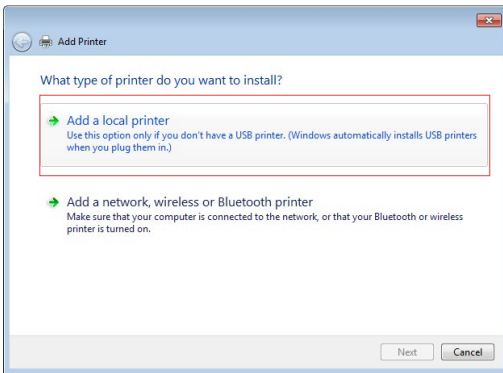 Add Printer
What type of printer do you want to install?
Add a local printer
Use this option only if you don't have a USB printer. (Windows automatically installs USB printers
when you plug them in.)
Add a network, wireless or Bluetooth printer
Make sure that your computer is connected to the network, or that your Bluetooth or wireless
printer is turned on.
Next
Cancel